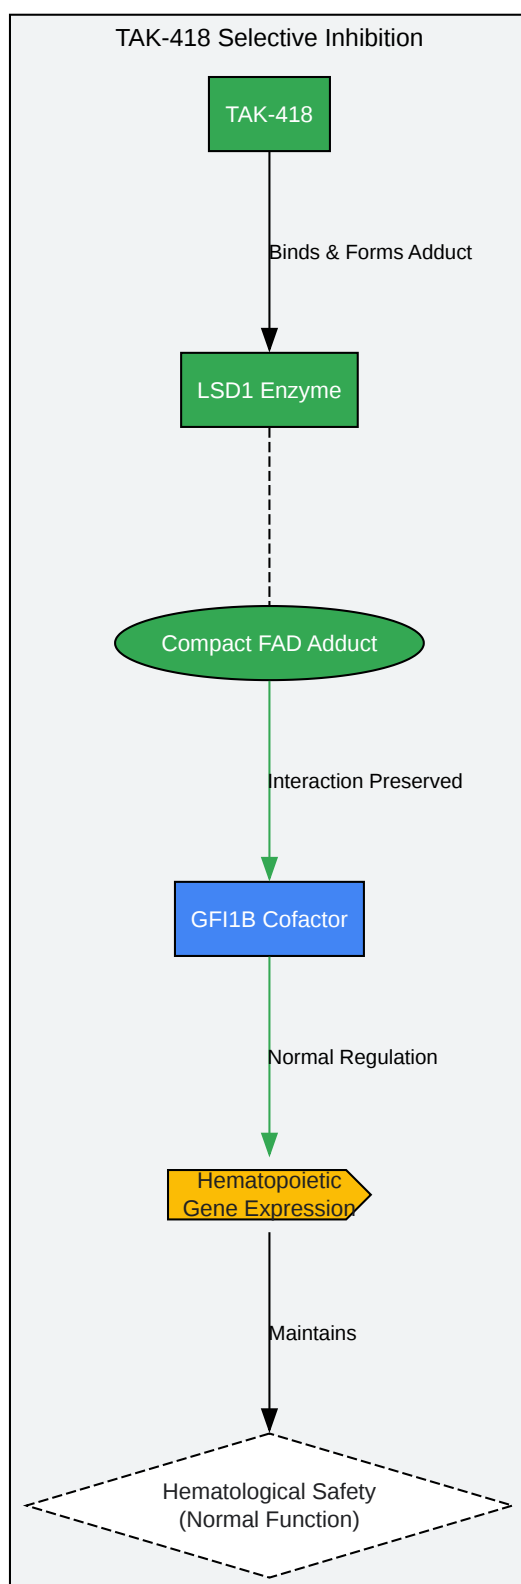 TAK-418 Selective Inhibition
TAK-418
Binds & Forms Adduct
LSD1 Enzyme
Compact FAD Adduct
Interaction Preserved
GFI1B Cofactor
Normal Regulation
Hematopoietic
Gene Expression
Maintains
Hematological Safety
(Normal Function)